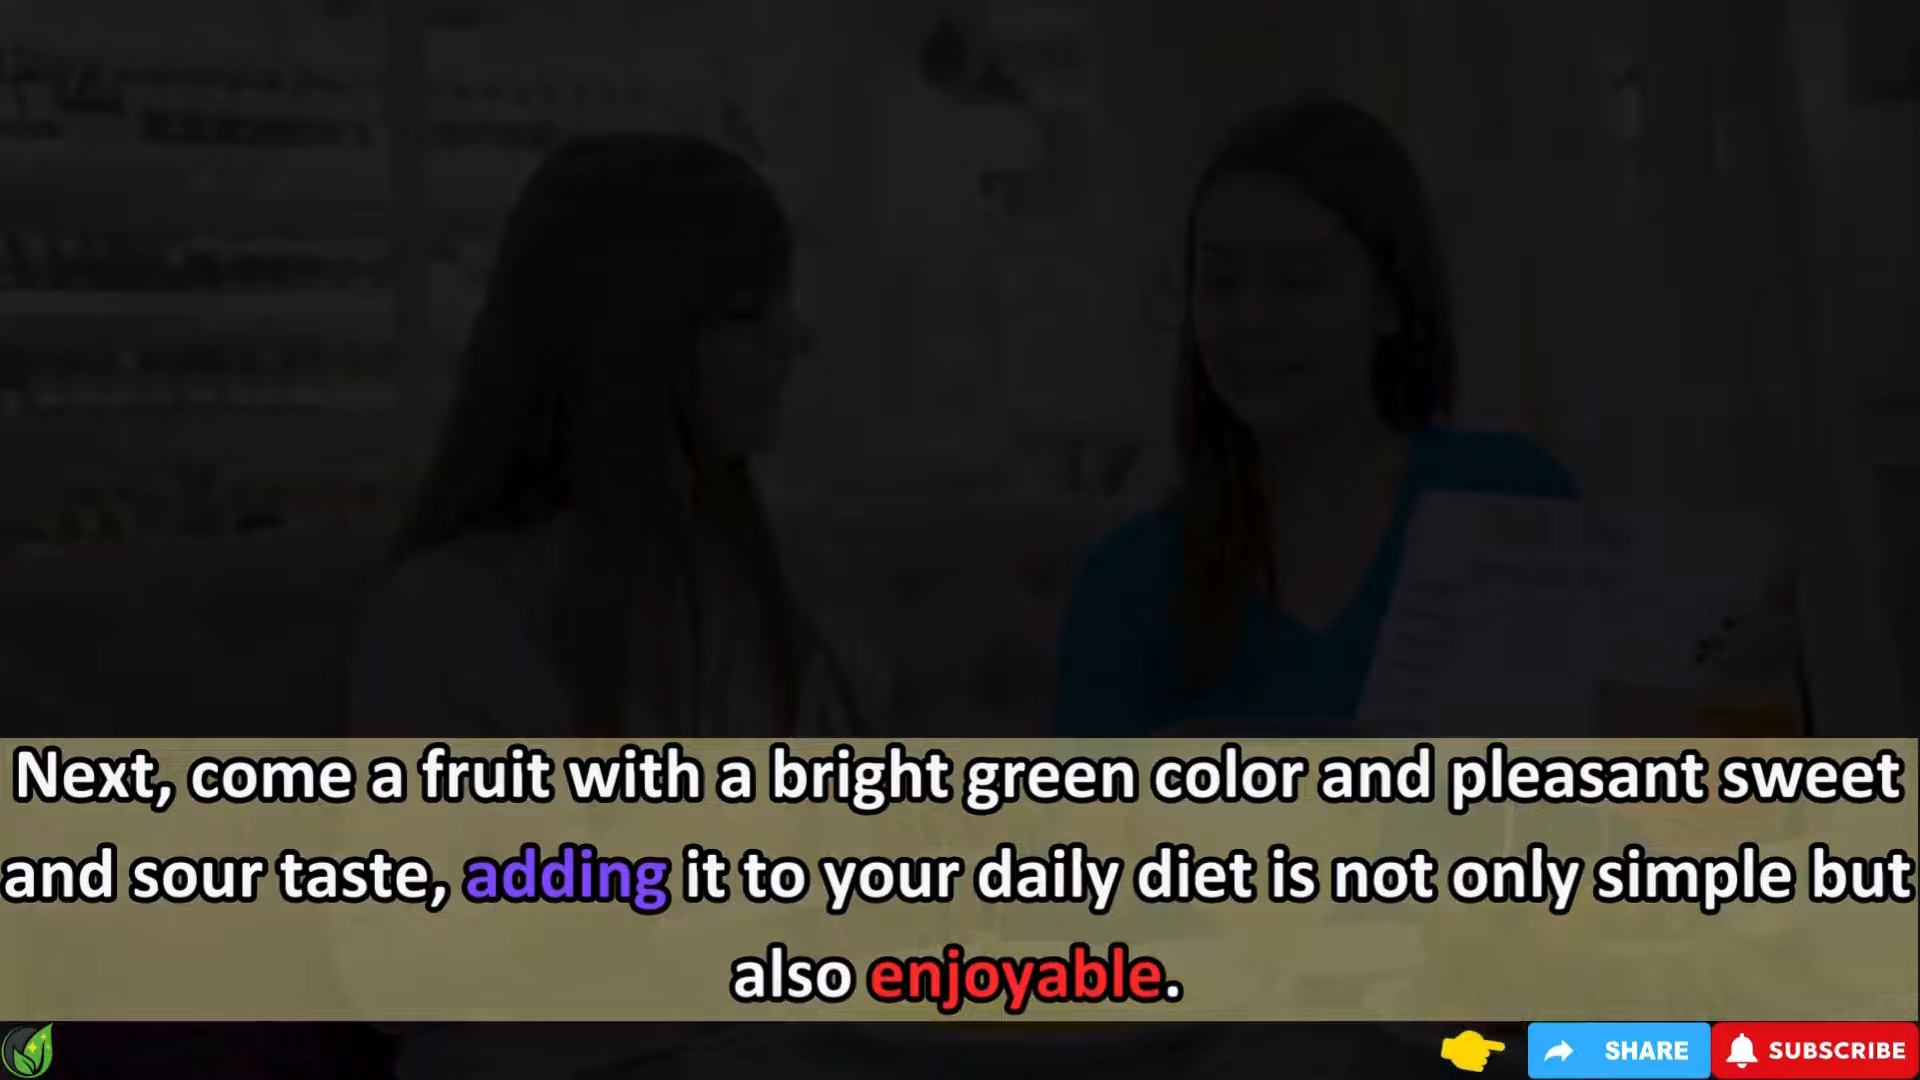 Next, come a fruit with a bright green color and pleasant sweet
and sour taste, adding it to your daily diet is not only simple but
also enjoyable.
SHARE
SUBSCRIBE